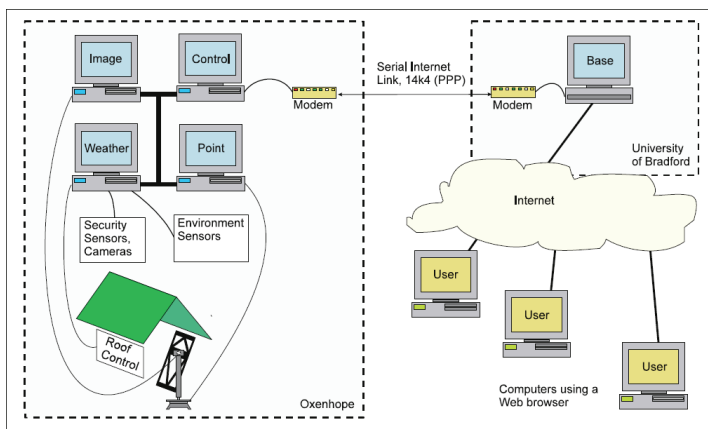 Image
Control
Modem
Serial Internet
Link, 14k4 (PPP)
Modem
Base
University
of Bradford
Weather
Point
Security
Sensors,
Cameras
Environment
Sensors
Roof
Control
Oxenhope
Internet
User
User
User
Computers using a
Web browser